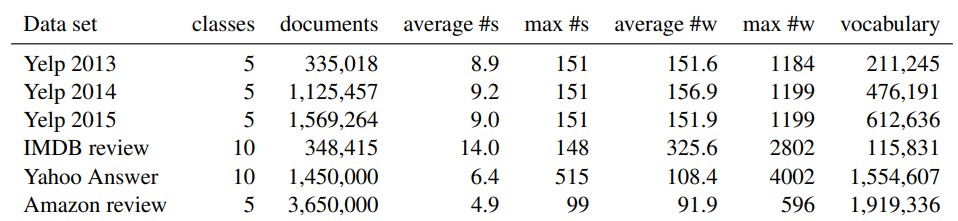 Data set classes documents average #s max #s average #w max #w vocabulary
Yelp 2013 5 335,018 8.9 151 151.6 1184 211,245
Yelp 2014 5 1,125,457 9.2 151 156.9 1199 476,191
Yelp 2015 5 1,569,264 9.0 151 151.9 1199 612,636
IMDB review 10 348,415 14.0 148 325.6 2802 115,831
Yahoo Answer 10 1,450,000 6.4 515 108.4 4002 1,554,607
Amazon review 5 3,650,000 4.9 99 91.9 596 1,919,336